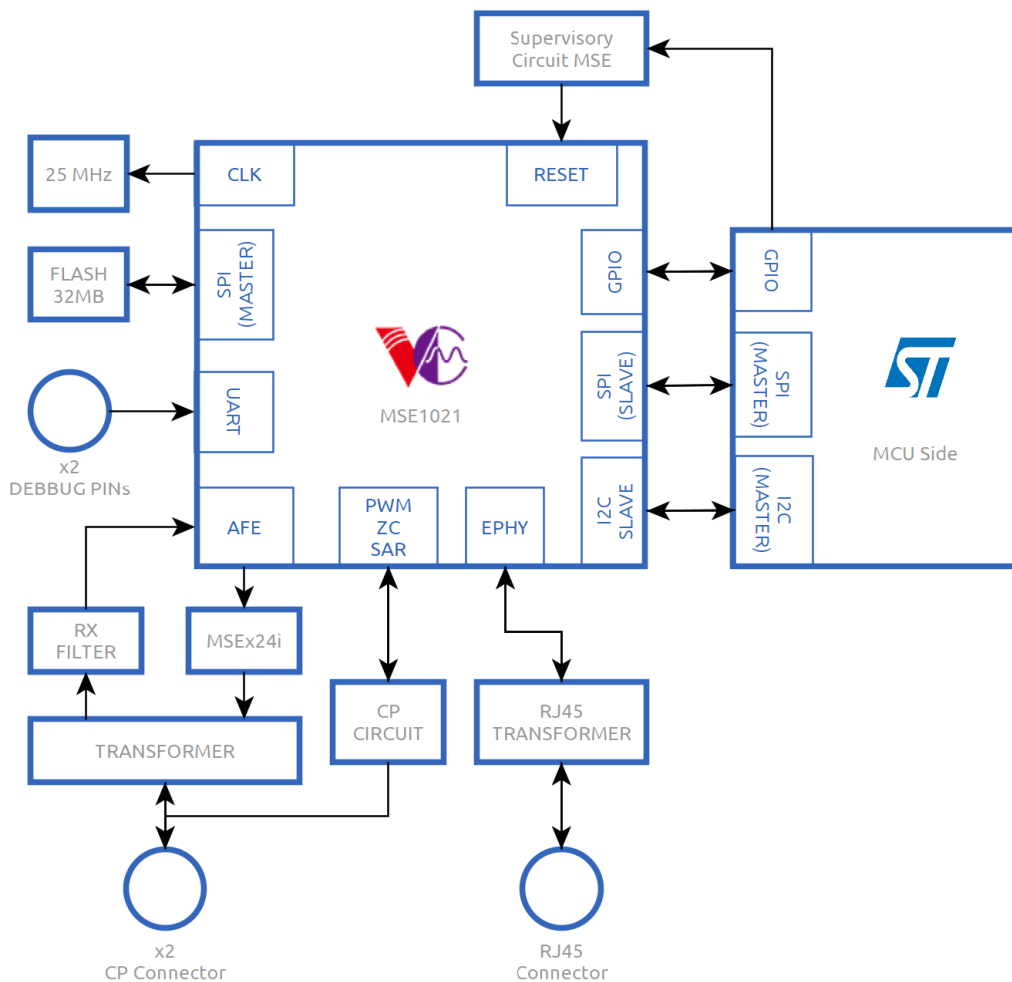 Supervisory
Circuit MSE
25 MHz
CLK
RESET
FLASH
32MB
SPI
(MASTER)
GPIO
GPIO
UART
MSE1021
SPI
(SLAVE)
SPI
(MASTER)
ST
MCU Side
x2
DEBBUG PINs
AFE
PWM
ZC
SAR
EPHY
I2C
SLAVE
I2C
(MASTER)
RX
FILTER
MSEx24i
TRANSFORMER
CP
CIRCUIT
RJ45
TRANSFORMER
x2
CP Connector
RJ45
Connector